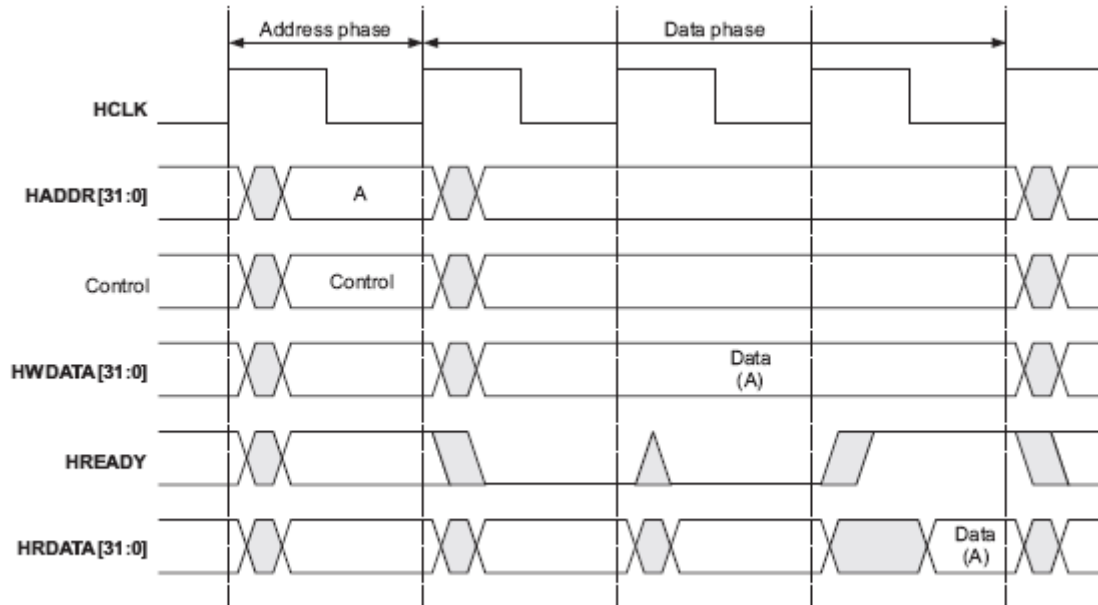 Address phase
Data phase
HCLK
HADDR[31:0]
A
Control
Control
HWDATA[31:0]
Data
(A)
HREADY
HRDATA[31:0]
Data
(A)